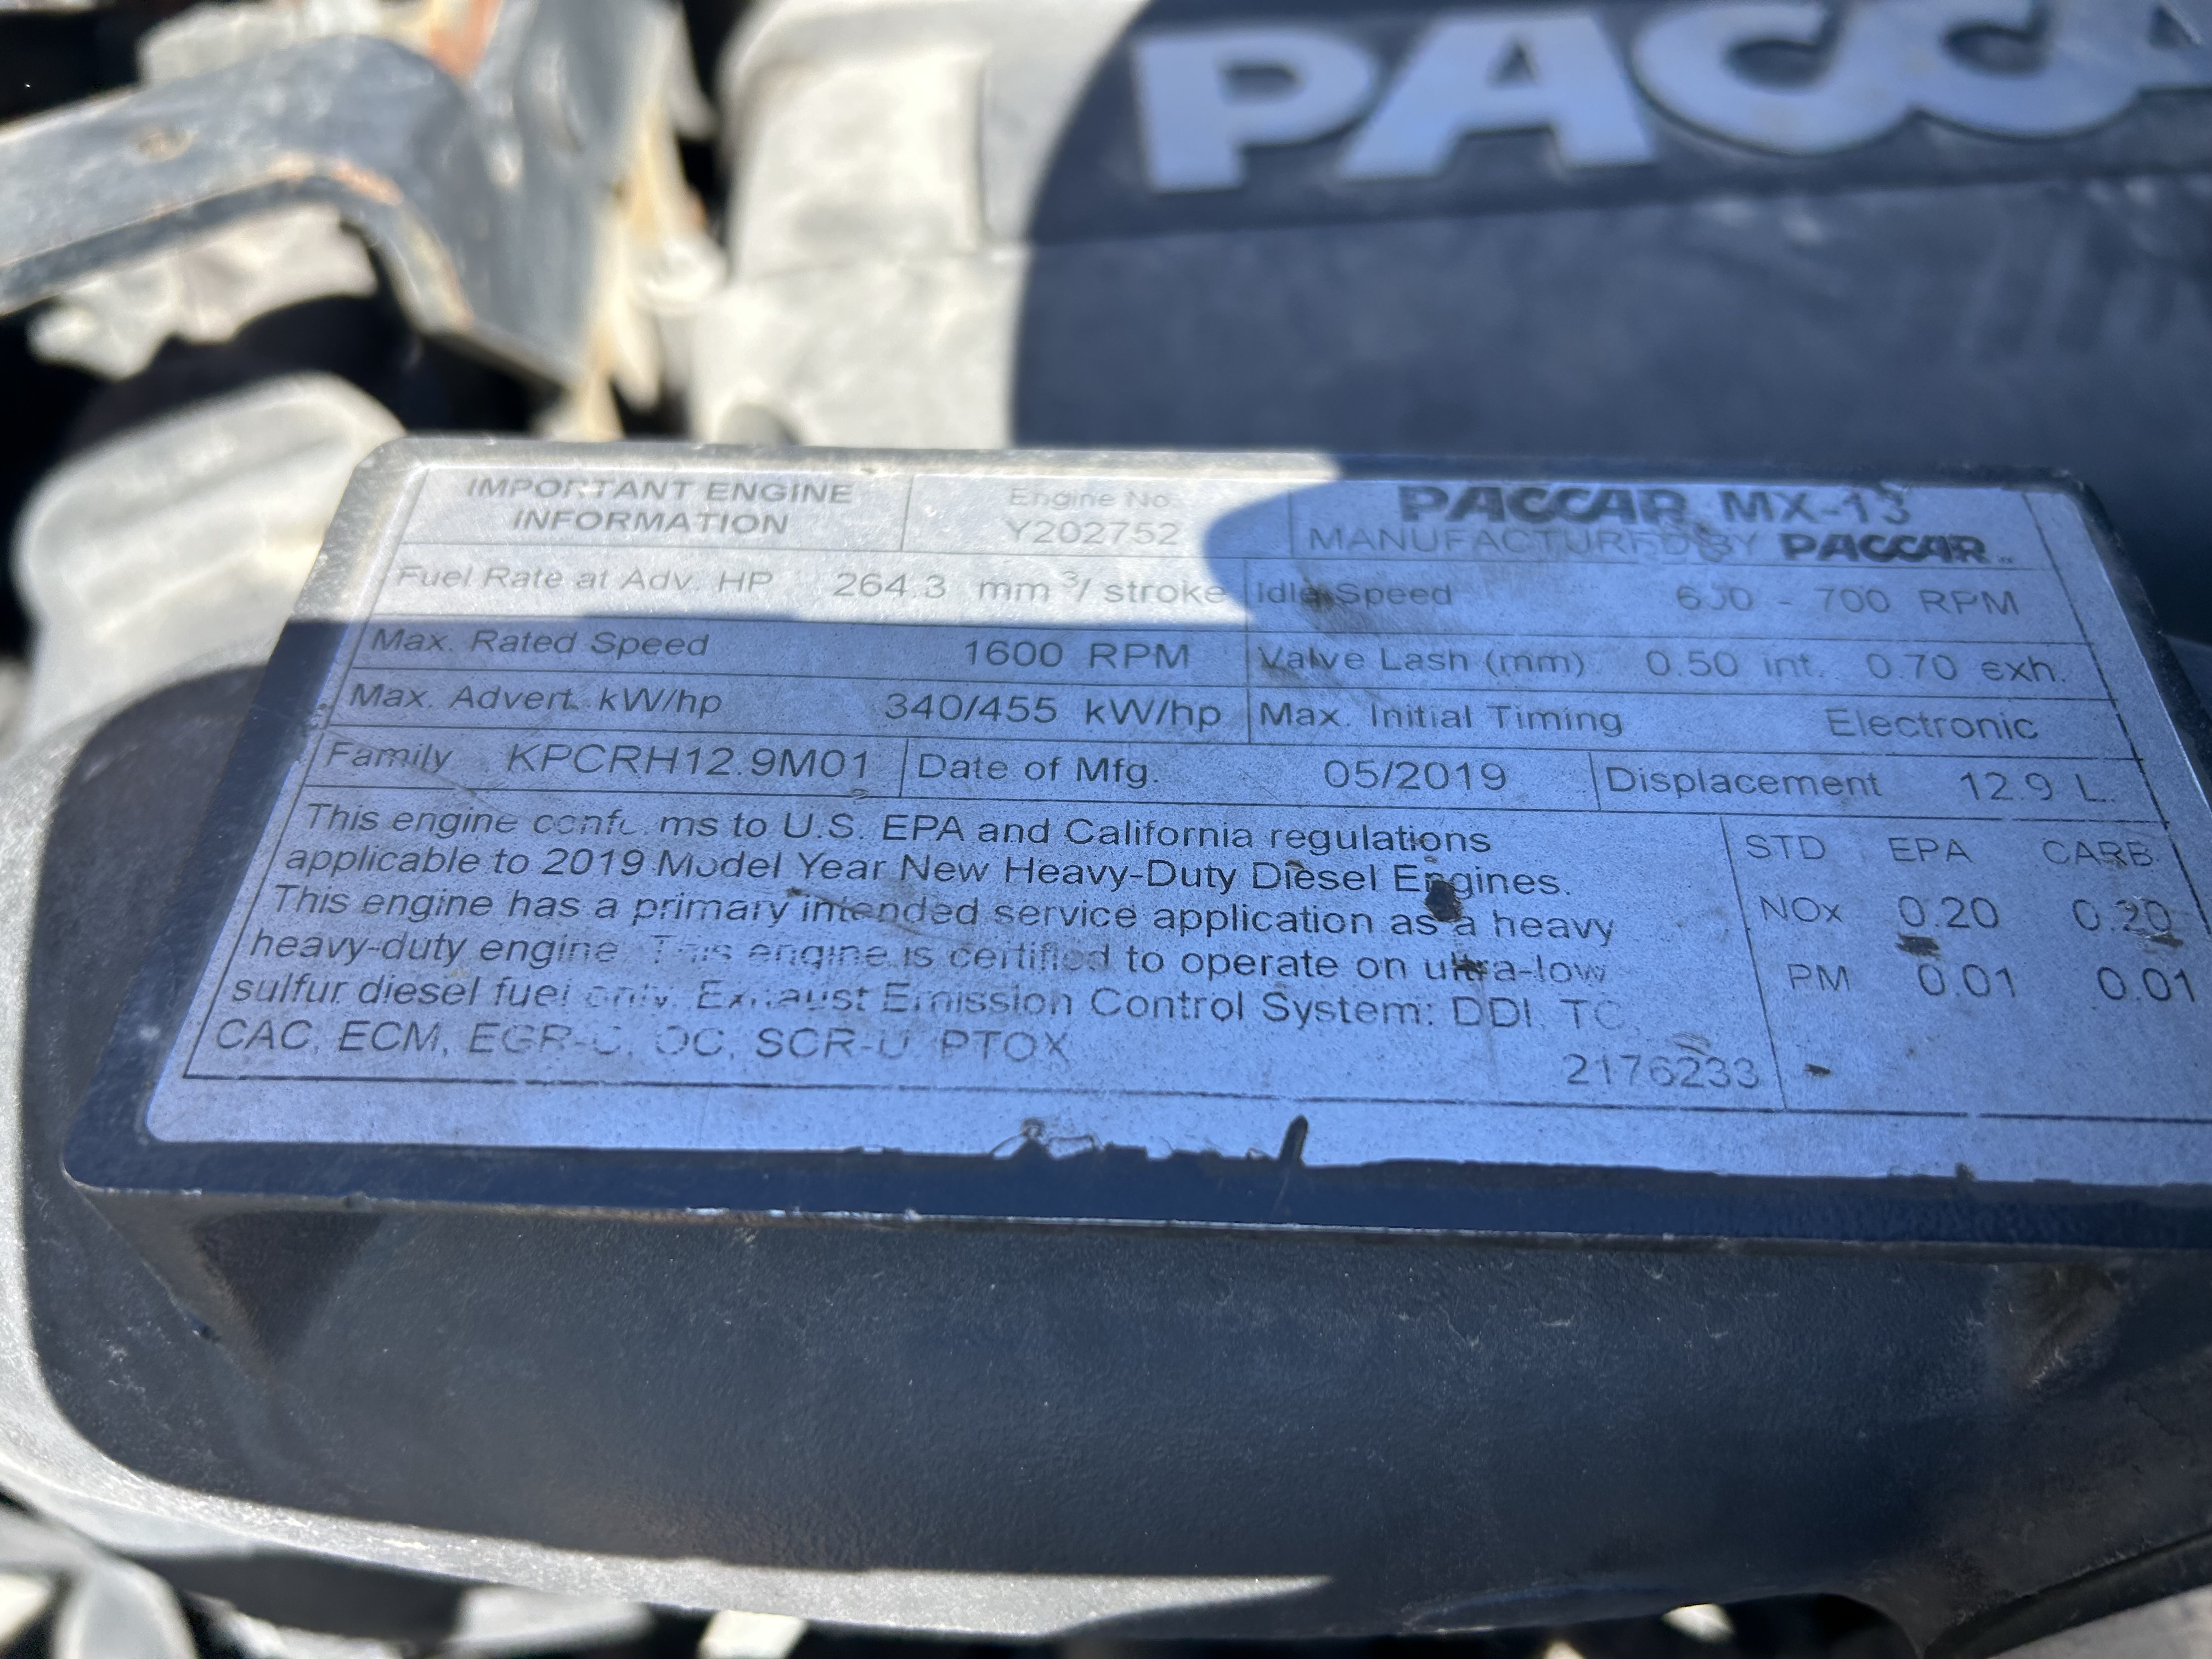 PACCA
IMPORTANT ENGINE
INFORMATION
Engine No
Y202752
PACCAR MX-13
MANUFACTURED BY PACCAR
Fuel Rate at Adv. HP 264.3 mm³/ stroke
Idle Speed 600 - 700 RPM
Max. Rated Speed 1600 RPM
Valve Lash (mm) 0.50 int. 0.70 exh.
Max. Advert. kW/hp 340/455 kW/hp
Max. Initial Timing Electronic
Family KPCRH12.9M01
Date of Mfg. 05/2019
Displacement 12.9 L.
This engine conforms to U.S. EPA and California regulations
applicable to 2019 Model Year New Heavy-Duty Diesel Engines.
This engine has a primary intended service application as a heavy
heavy-duty engine. This engine is certified to operate on ultra-low
sulfur diesel fuel only. Exhaust Emission Control System: DDI, TC,
CAC, ECM, EGR-C, OC, SCR-U, PTOX
2176233
STD EPA CARB
NOx 0.20 0.20
PM 0.01 0.01